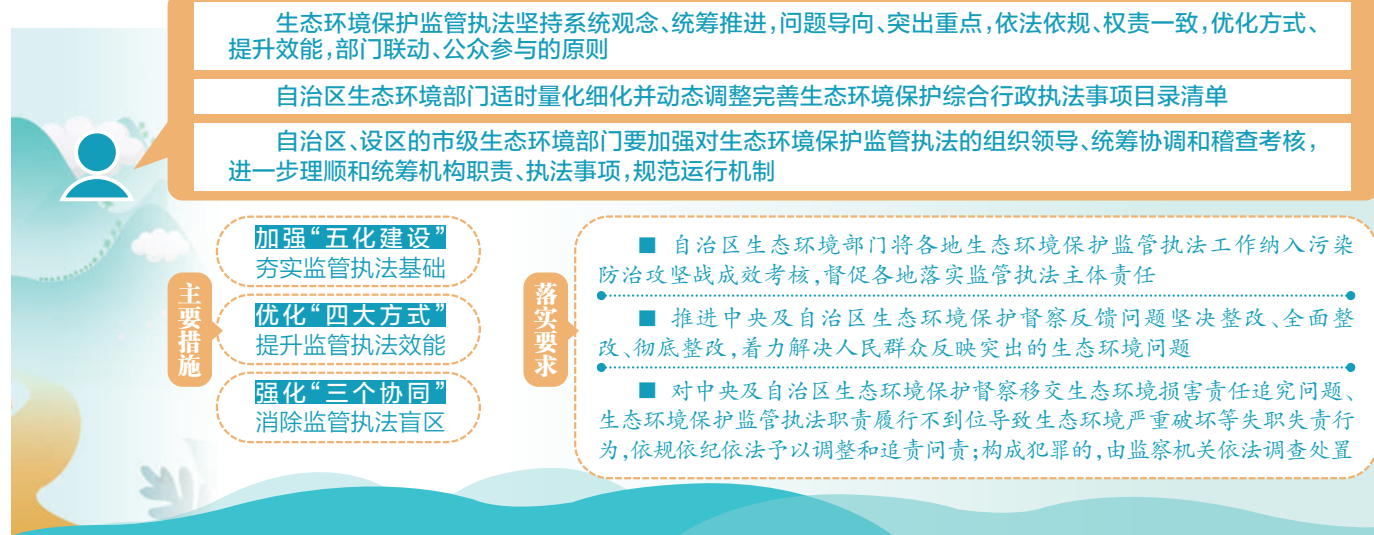 生态环境保护监管执法坚持系统观念、统筹推进,问题导向、突出重点,依法依规、权责一致,优化方式、
提升效能,部门联动、公众参与的原则
自治区生态环境部门适时量化细化并动态调整完善生态环境保护综合行政执法事项目录清单
自治区、设区的市级生态环境部门要加强对生态环境保护监管执法的组织领导、统筹协调和稽查考核,
进一步理顺和统筹机构职责、执法事项,规范运行机制
主要措施
加强“五化建设”
夯实监管执法基础
优化“四大方式”
提升监管执法效能
强化“三个协同”
消除监管执法盲区
落实要求
■ 自治区生态环境部门将各地生态环境保护监管执法工作纳入污染
防治攻坚战成效考核,督促各地落实监管执法主体责任
■ 推进中央及自治区生态环境保护督察反馈问题坚决整改、全面整
改、彻底整改,着力解决人民群众反映突出的生态环境问题
■ 对中央及自治区生态环境保护督察移交生态环境损害责任追究问题、
生态环境保护监管执法职责履行不到位导致生态环境严重破坏等失职失责行
为,依规依纪依法予以调整和追责问责;构成犯罪的,由监察机关依法调查处置